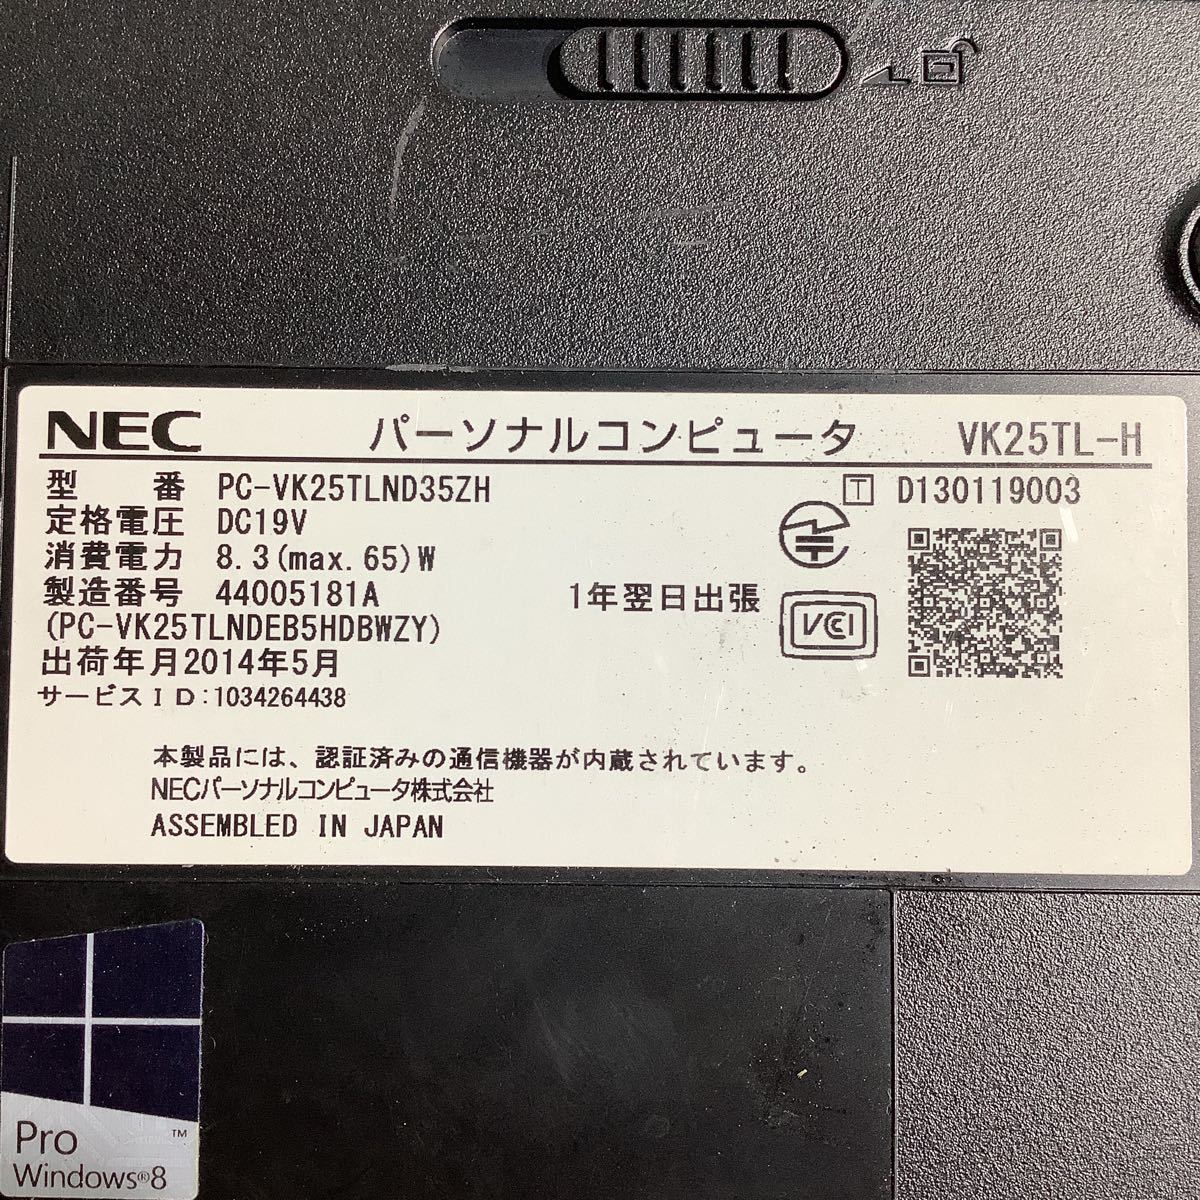 NEC パーソナルコンピュータ VK25TL-H
型 番 PC-VK25TLND35ZH
T D130119003
定格電圧 DC19V
消費電力 8.3(max.65)W
製造番号 44005181A
1年翌日出張
VCCI
(PC-VK25TLNDEB5HDBWZY)
出荷年月2014年5月
サービスID:1034264438
本製品には、認証済みの通信機器が内蔵されています。
NECパーソナルコンピュータ株式会社
ASSEMBLED IN JAPAN
Pro ™
Windows®8